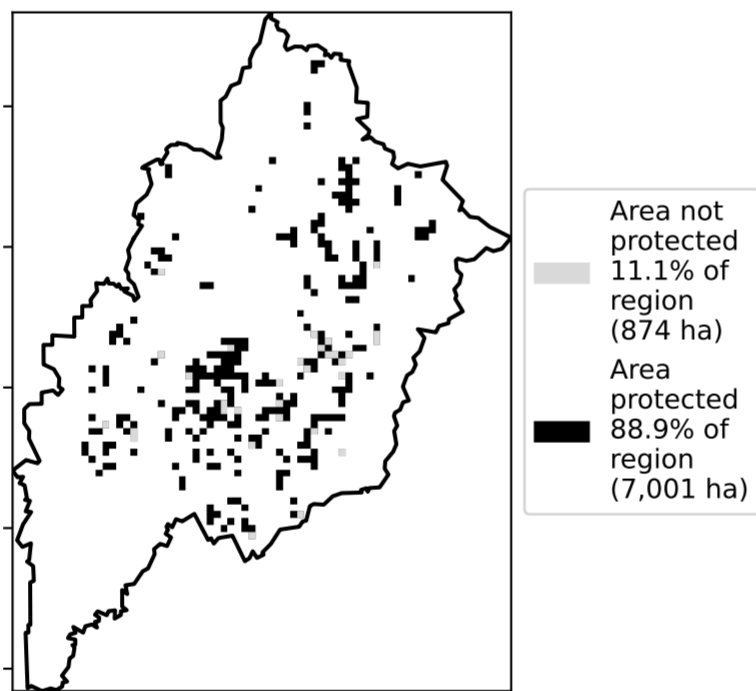 Area not
protected
11.1% of
region
(874 ha)
Area
protected
88.9% of
region
(7,001 ha)